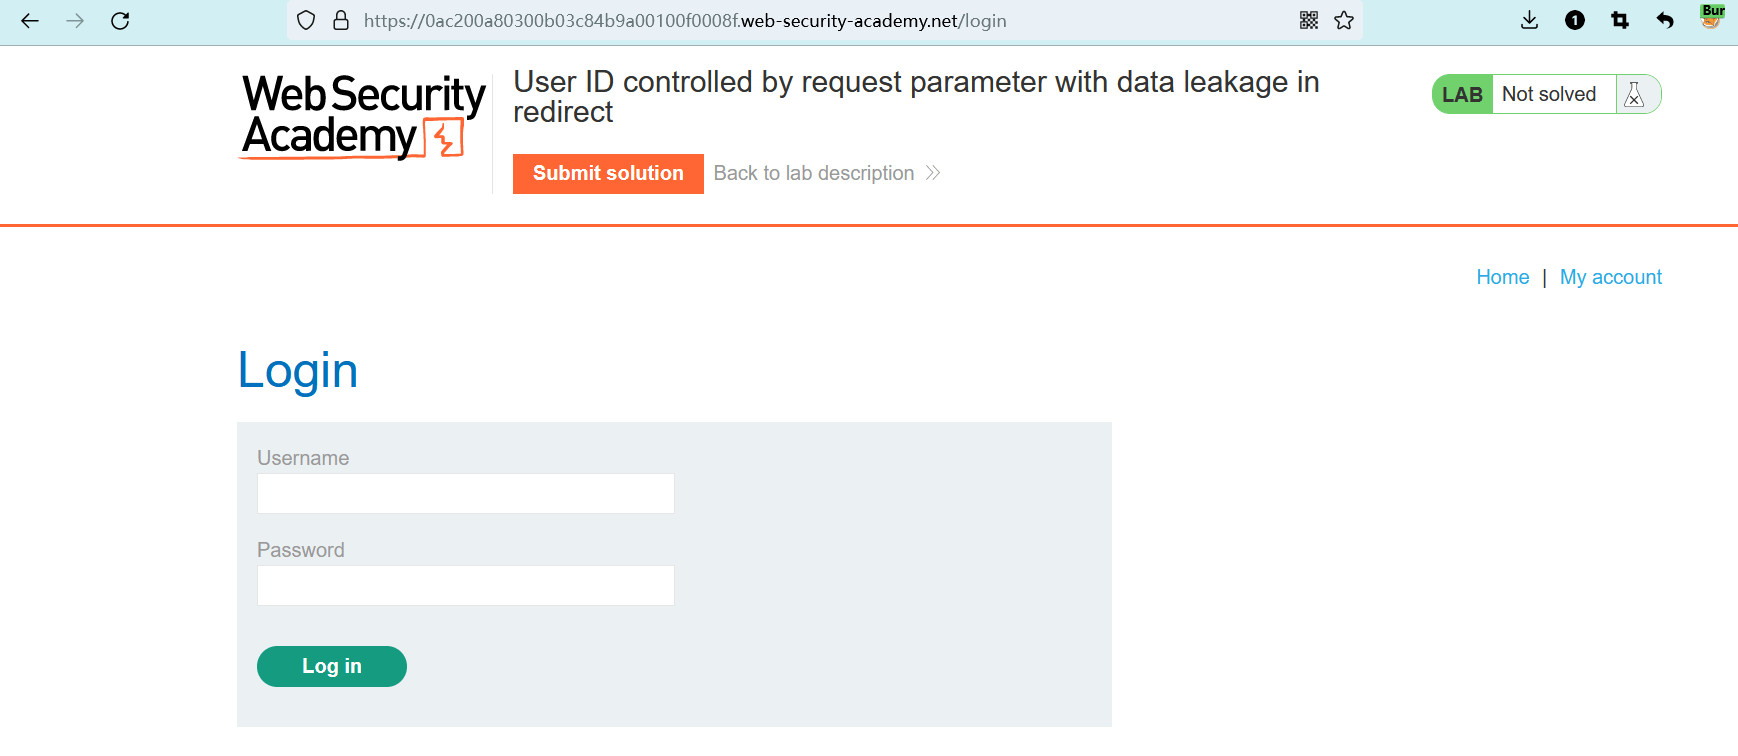 https://0ac200a80300b03c84b9a00100f0008f.web-security-academy.net/login
1
Bur
Web Security
Academy
User ID controlled by request parameter with data leakage in
redirect
LAB Not solved
Submit solution Back to lab description
Home | My account
Login
Username
Password
Log in